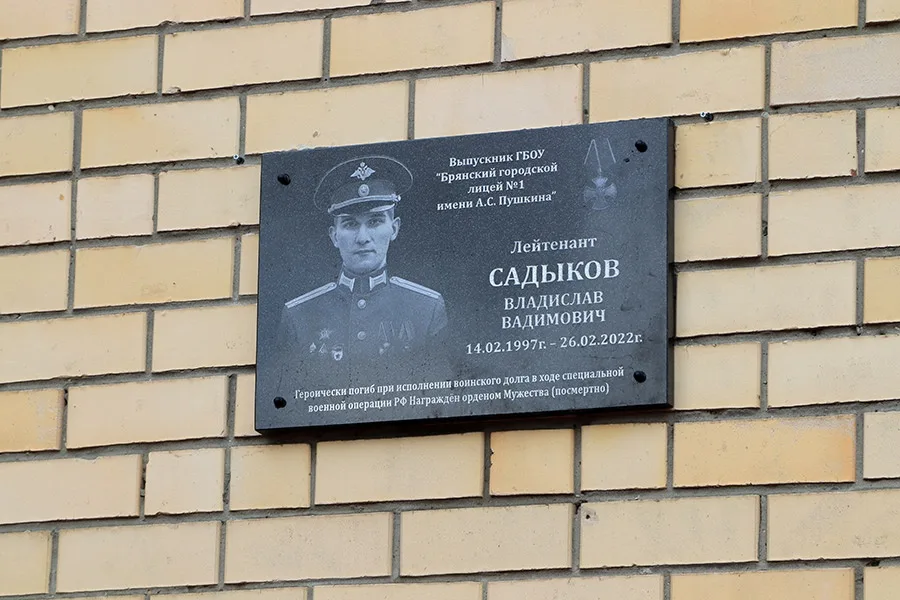 Выпускник ГБОУ
"Брянский городской
лицей №1
имени А.С. Пушкина"
Лейтенант
САДЫКОВ
ВЛАДИСЛАВ
ВАДИМОВИЧ
14.02.1997г. – 26.02.2022г.
Героически погиб при исполнении воинского долга в ходе специальной
военной операции РФ Награждён орденом Мужества (посмертно)